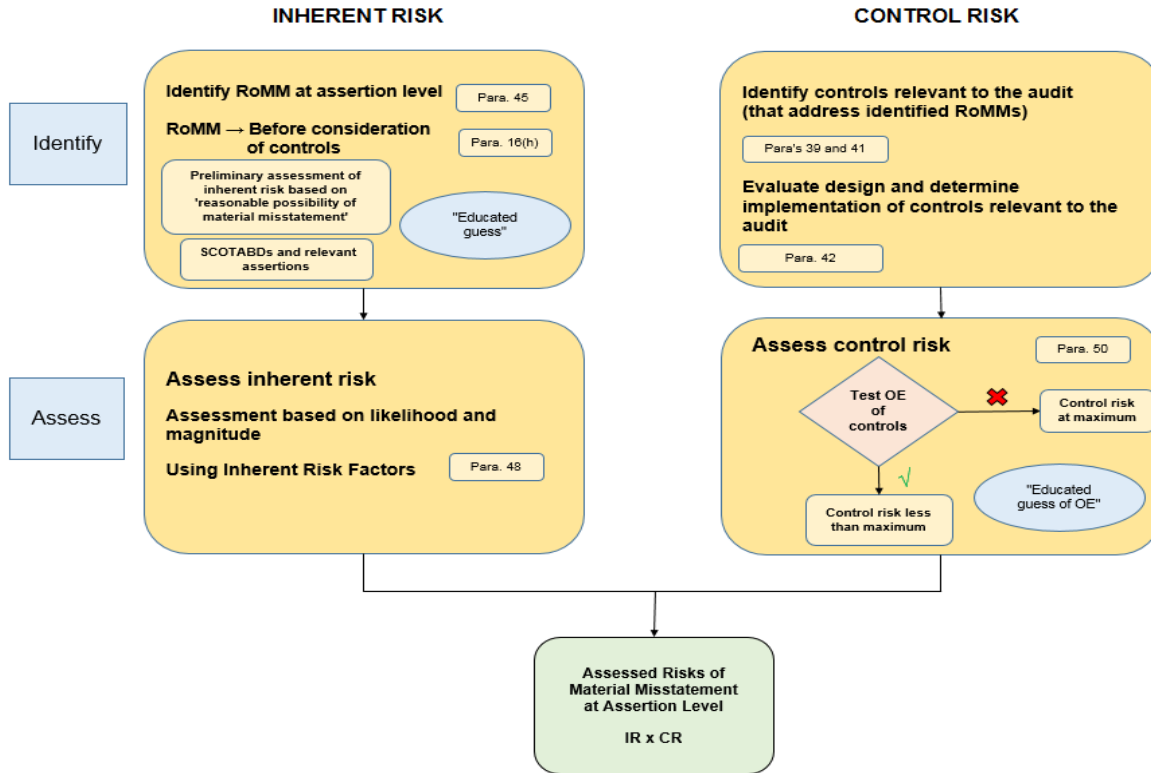 INHERENT RISK
CONTROL RISK
Identify
Identify RoMM at assertion level
Para. 45
RoMM → Before consideration
of controls
Para. 16(h)
Preliminary assessment of
inherent risk based on
'reasonable possibility of
material misstatement'
"Educated
guess"
SCOTABDs and relevant
assertions
Identify controls relevant to the audit
(that address identified RoMMs)
Para's 39 and 41
Evaluate design and determine
implementation of controls relevant to the
audit
Para. 42
Assess
Assess inherent risk
Assessment based on likelihood and
magnitude
Using Inherent Risk Factors
Para. 48
Assess control risk
Para. 50
Test OE
of
controls
Control risk
at maximum
√
Control risk less
than maximum
"Educated
guess of OE"
Assessed Risks of
Material Misstatement
at Assertion Level
IR x CR